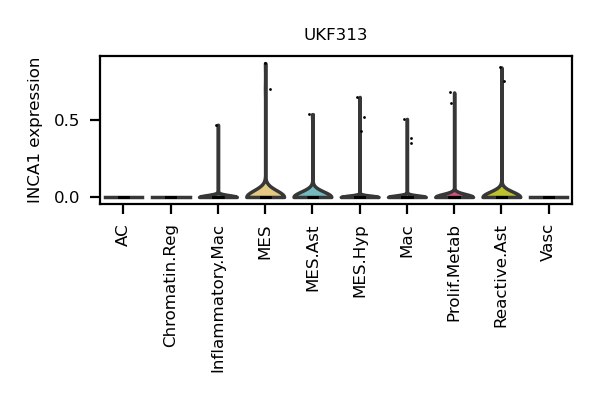 UKF313
INCA1 expression
0.5
0.0
AC
Chromatin.Reg
Inflammatory.Mac
MES
MES.Ast
MES.Hyp
Mac
Prolif.Metab
Reactive.Ast
Vasc